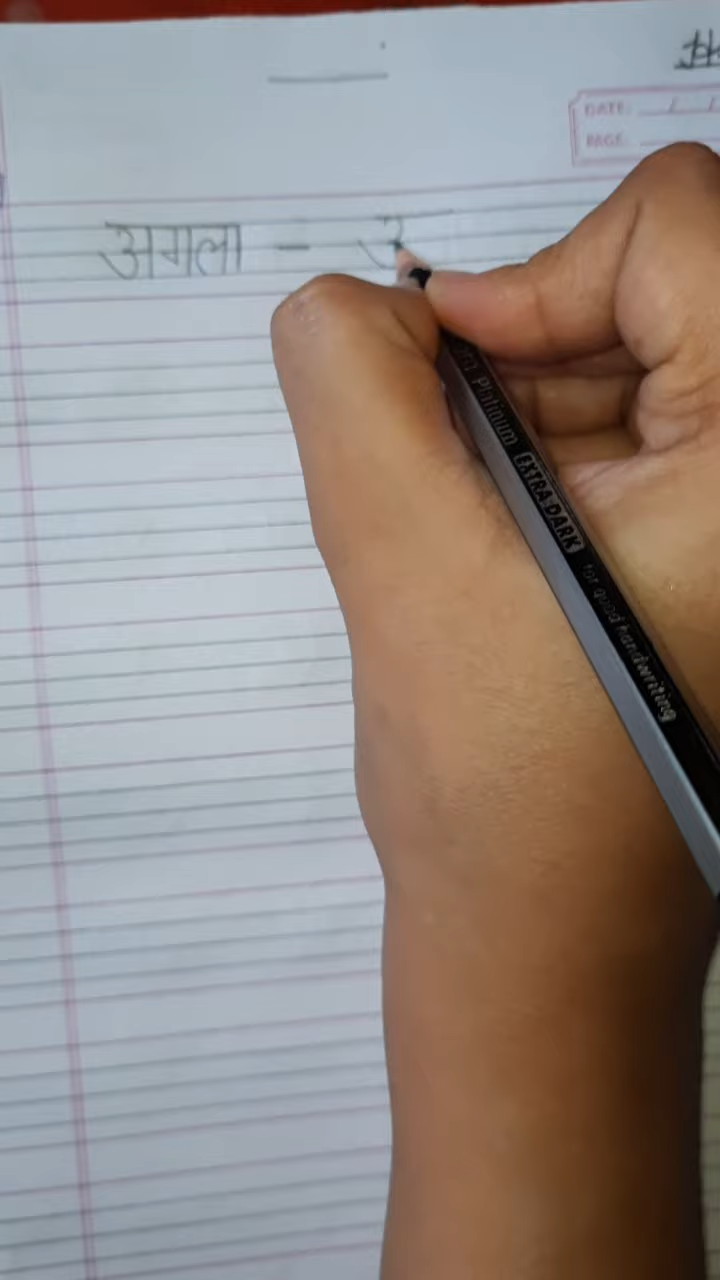 DATE: / /
PAGE:
अगला –
Platinum EXTRA DARK for good handwriting